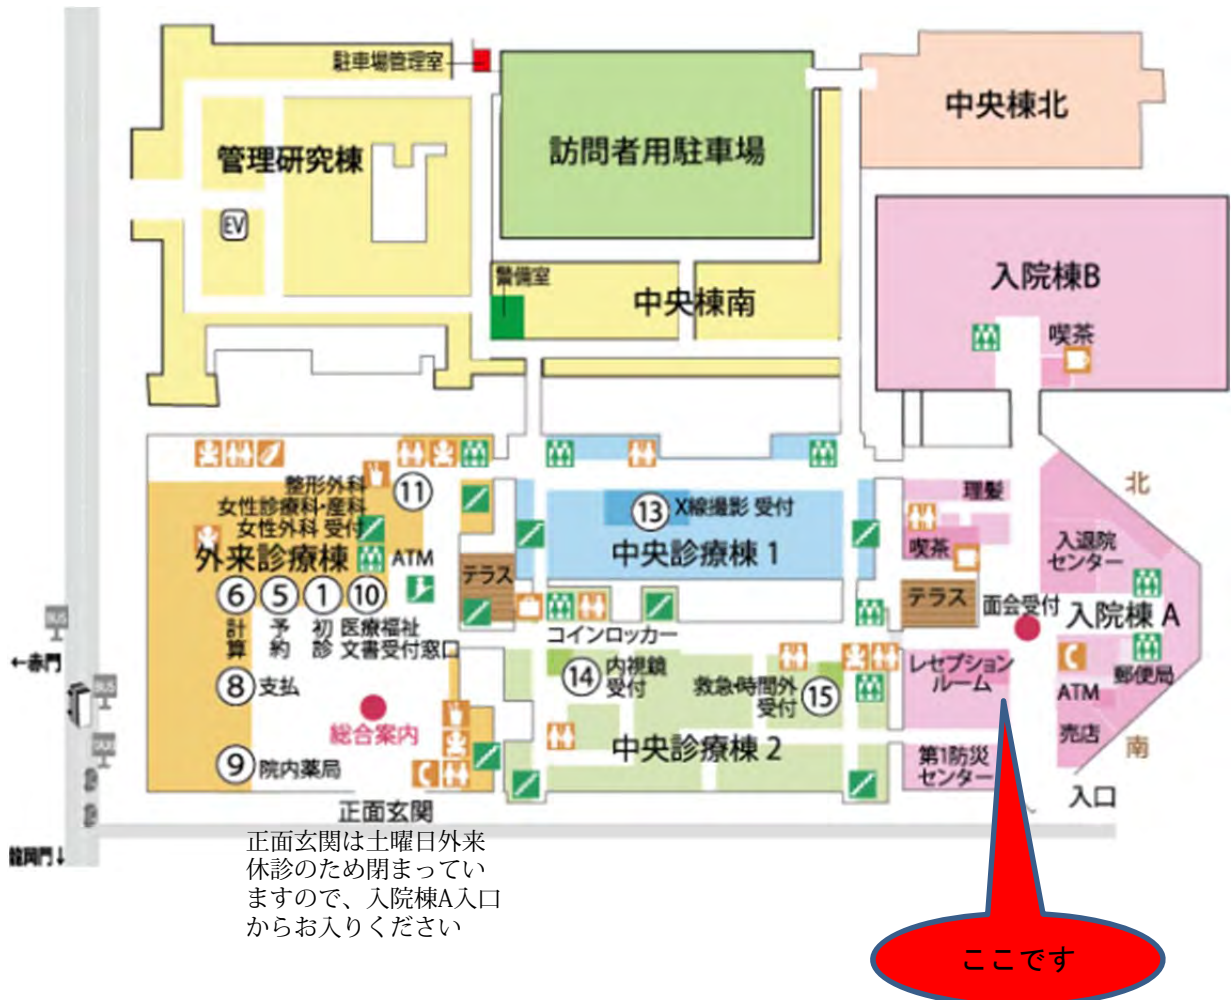 駐車場管理室
中央棟北
訪問者用駐車場
管理研究棟
EV
入院棟B
警備室
中央棟南
喫茶
整形外科
⑪
女性診療科・産科
女性外科 受付
外来診療棟
ATM
⑬ X線撮影 受付
中央診療棟 1
理髪
喫茶
北
入退院
センター
テラス
テラス
面会受付
入院棟 A
⑥ ⑤ ① ⑩
計算
予約
初診
医療福祉
文書受付窓口
コインロッカー
⑭ 内視鏡
受付
救急・時間外
受付 ⑮
レセプション
ルーム
郵便局
ATM
売店
BUS
←赤門
BUS
TAXI
⑧ 支払
総合案内
中央診療棟 2
第1防災
センター
南
⑨ 院内薬局
正面玄関
入口
龍岡門↓
正面玄関は土曜日外来
休診のため閉まってい
ますので、入院棟A入口
からお入りください
ここです